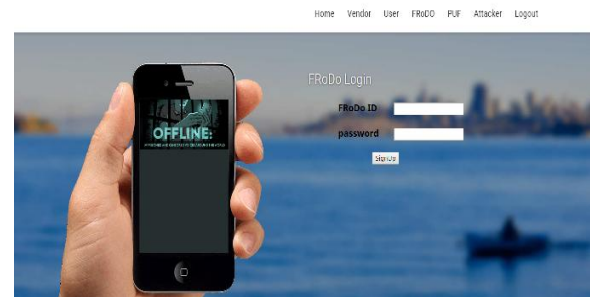 Home Vendor User FRoDO PUF Attacker Logout
FRoDo Login
FRoDo ID
password
SignUp
OFFLINE: